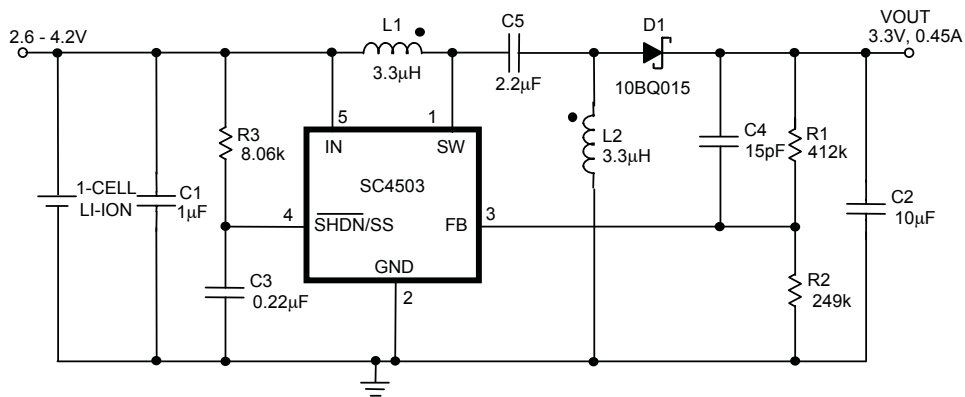 2.6 - 4.2V
L1
3.3µH
C5
2.2µF
D1
10BQ015
VOUT
3.3V, 0.45A
R3
8.06k
5
1
IN
SW
L2
3.3µH
C4
15pF
R1
412k
1-CELL
LI-ION
C1
1µF
SC4503
4
SHDN/SS
FB
3
C2
10µF
GND
2
C3
0.22µF
R2
249k